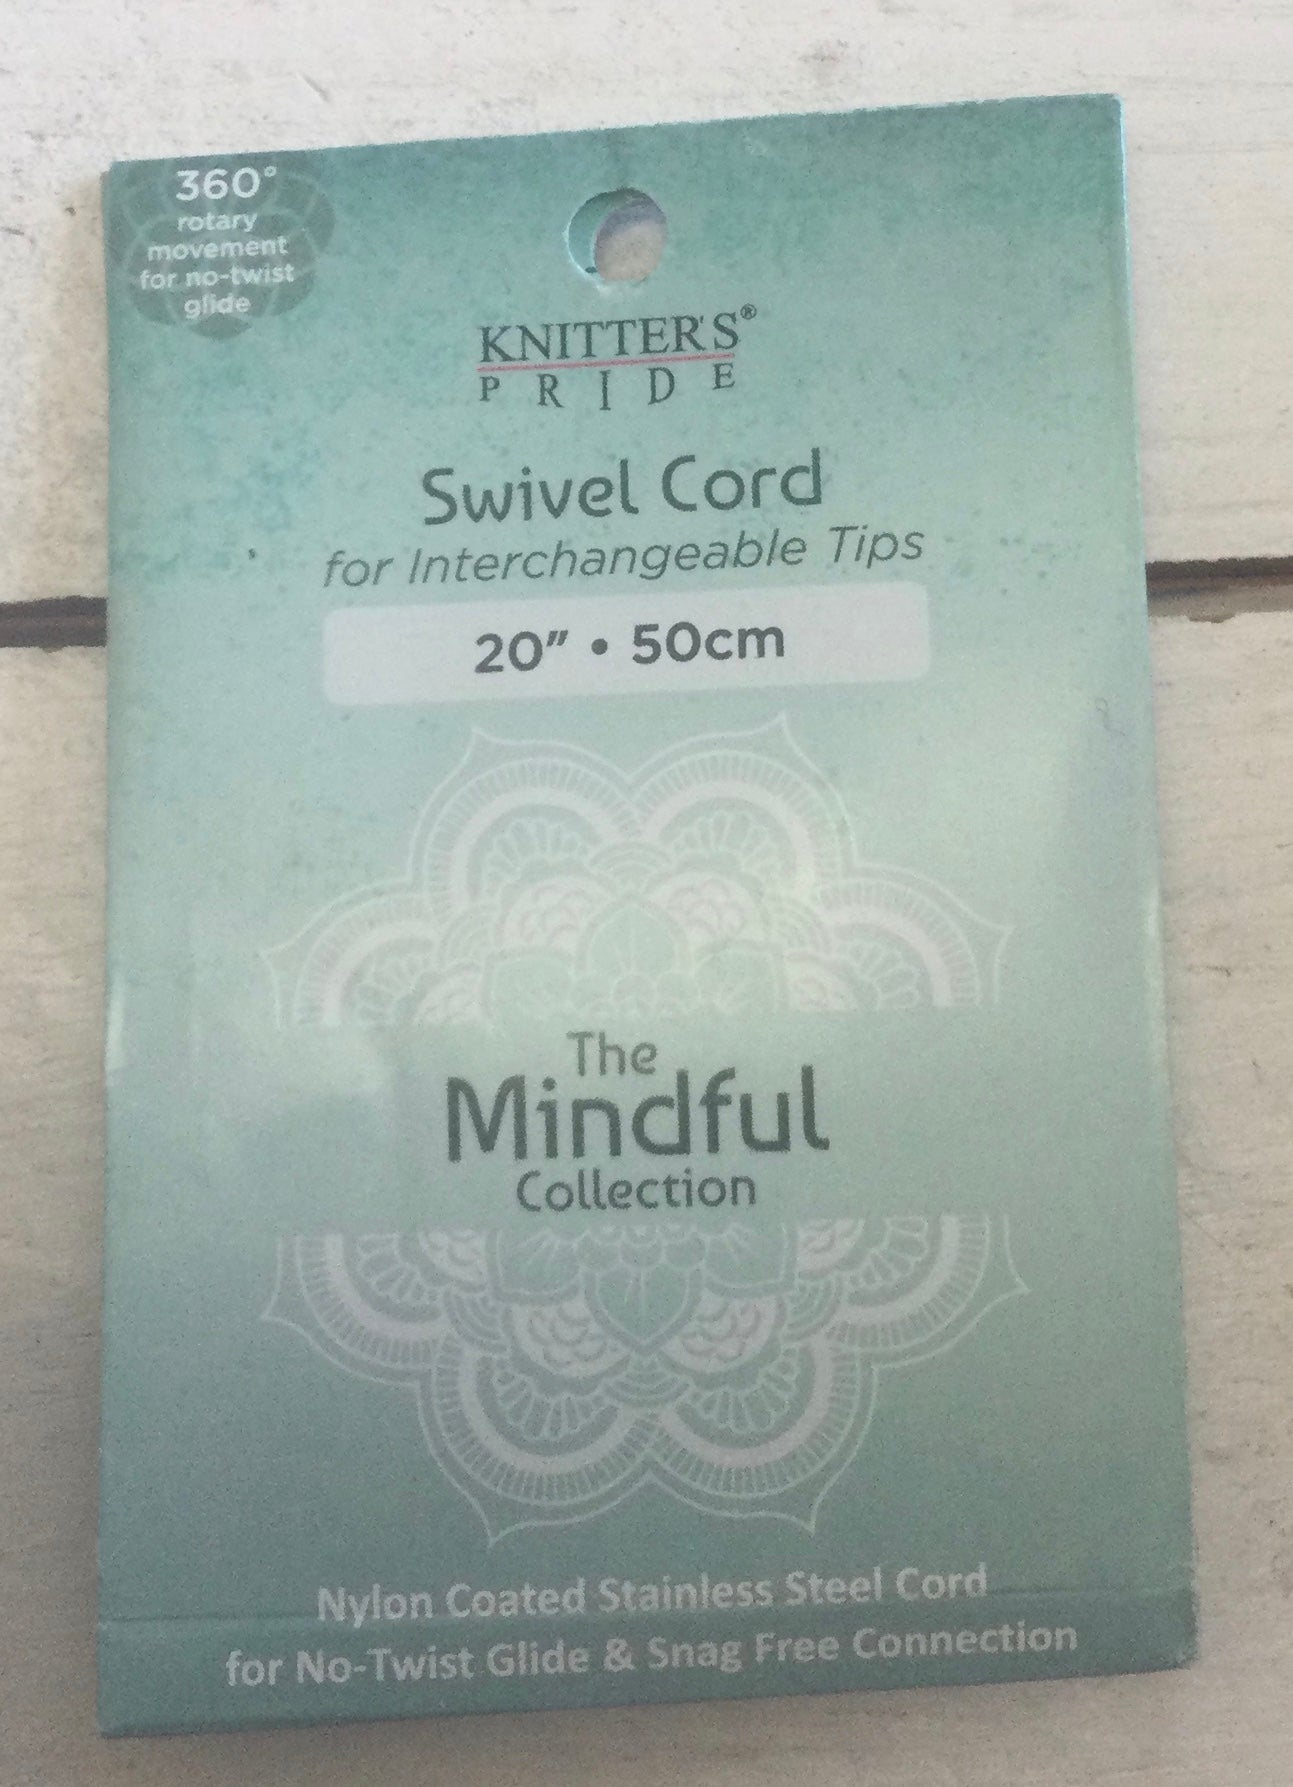 360°
rotary
movement
for no-twist
glide
KNITTER'S®
PRIDE
Swivel Cord
for Interchangeable Tips
20" • 50cm
The
Mindful
Collection
Nylon Coated Stainless Steel Cord
for No-Twist Glide & Snag Free Connection